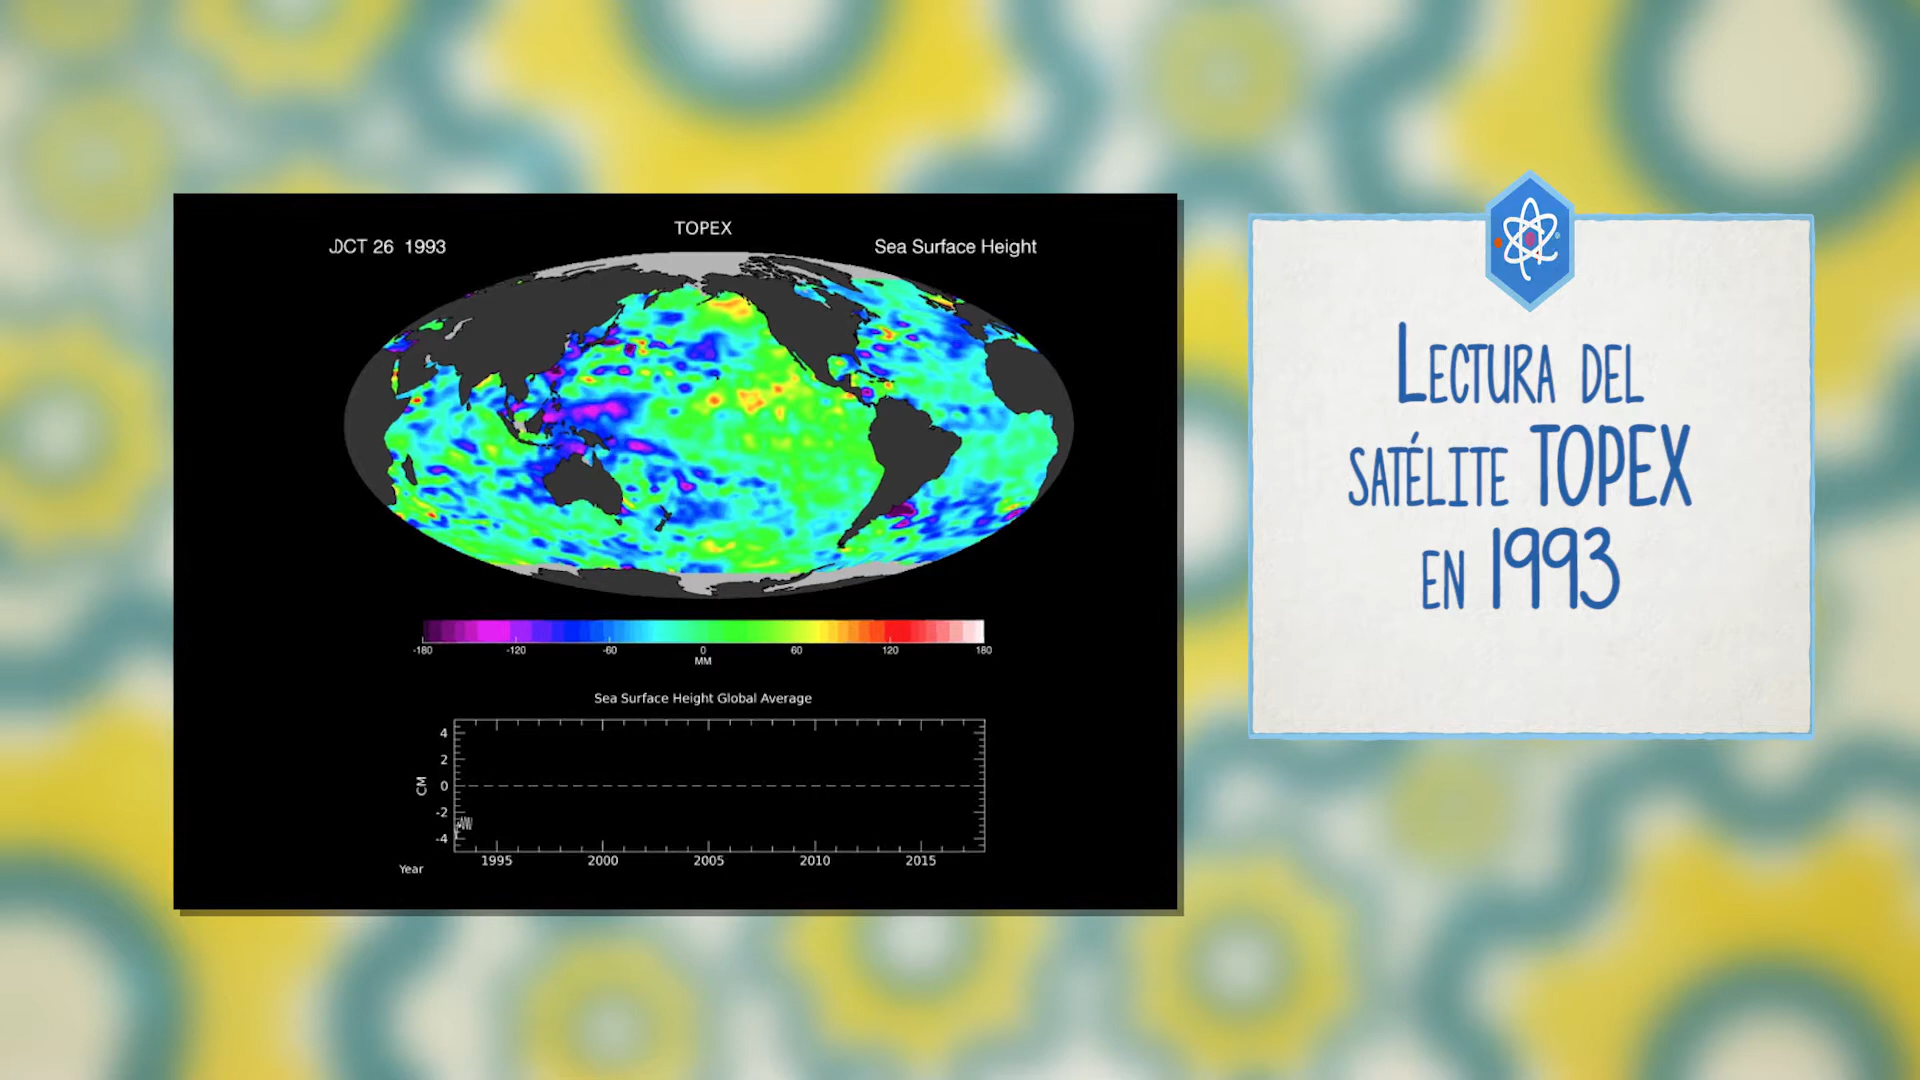 TOPEX
OCT 26 1993
Sea Surface Height
-180 -120 -60 0 60 120 180
MM
Sea Surface Height Global Average
4
2
0
-2
-4
CM
1995 2000 2005 2010 2015
Year
LECTURA DEL
SATÉLITE TOPEX
EN 1993